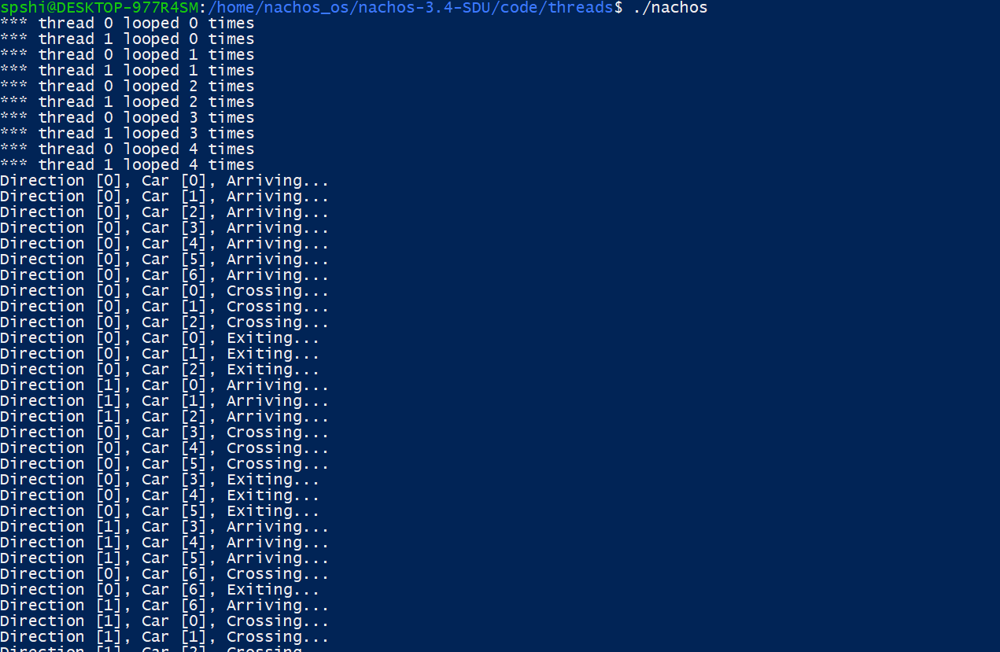 spshi@DESKTOP-977R4SM:/home/nachos_os/nachos-3.4-SDU/code/threads$ ./nachos
*** thread 0 looped 0 times
*** thread 1 looped 0 times
*** thread 0 looped 1 times
*** thread 1 looped 1 times
*** thread 0 looped 2 times
*** thread 1 looped 2 times
*** thread 0 looped 3 times
*** thread 1 looped 3 times
*** thread 0 looped 4 times
*** thread 1 looped 4 times
Direction [0], Car [0], Arriving...
Direction [0], Car [1], Arriving...
Direction [0], Car [2], Arriving...
Direction [0], Car [3], Arriving...
Direction [0], Car [4], Arriving...
Direction [0], Car [5], Arriving...
Direction [0], Car [6], Arriving...
Direction [0], Car [0], Crossing...
Direction [0], Car [1], Crossing...
Direction [0], Car [2], Crossing...
Direction [0], Car [0], Exiting...
Direction [0], Car [1], Exiting...
Direction [0], Car [2], Exiting...
Direction [1], Car [0], Arriving...
Direction [1], Car [1], Arriving...
Direction [1], Car [2], Arriving...
Direction [0], Car [3], Crossing...
Direction [0], Car [4], Crossing...
Direction [0], Car [5], Crossing...
Direction [0], Car [3], Exiting...
Direction [0], Car [4], Exiting...
Direction [0], Car [5], Exiting...
Direction [1], Car [3], Arriving...
Direction [1], Car [4], Arriving...
Direction [1], Car [5], Arriving...
Direction [0], Car [6], Crossing...
Direction [0], Car [6], Exiting...
Direction [1], Car [6], Arriving...
Direction [1], Car [0], Crossing...
Direction [1], Car [1], Crossing...
Direction [1], Car [2], Crossing